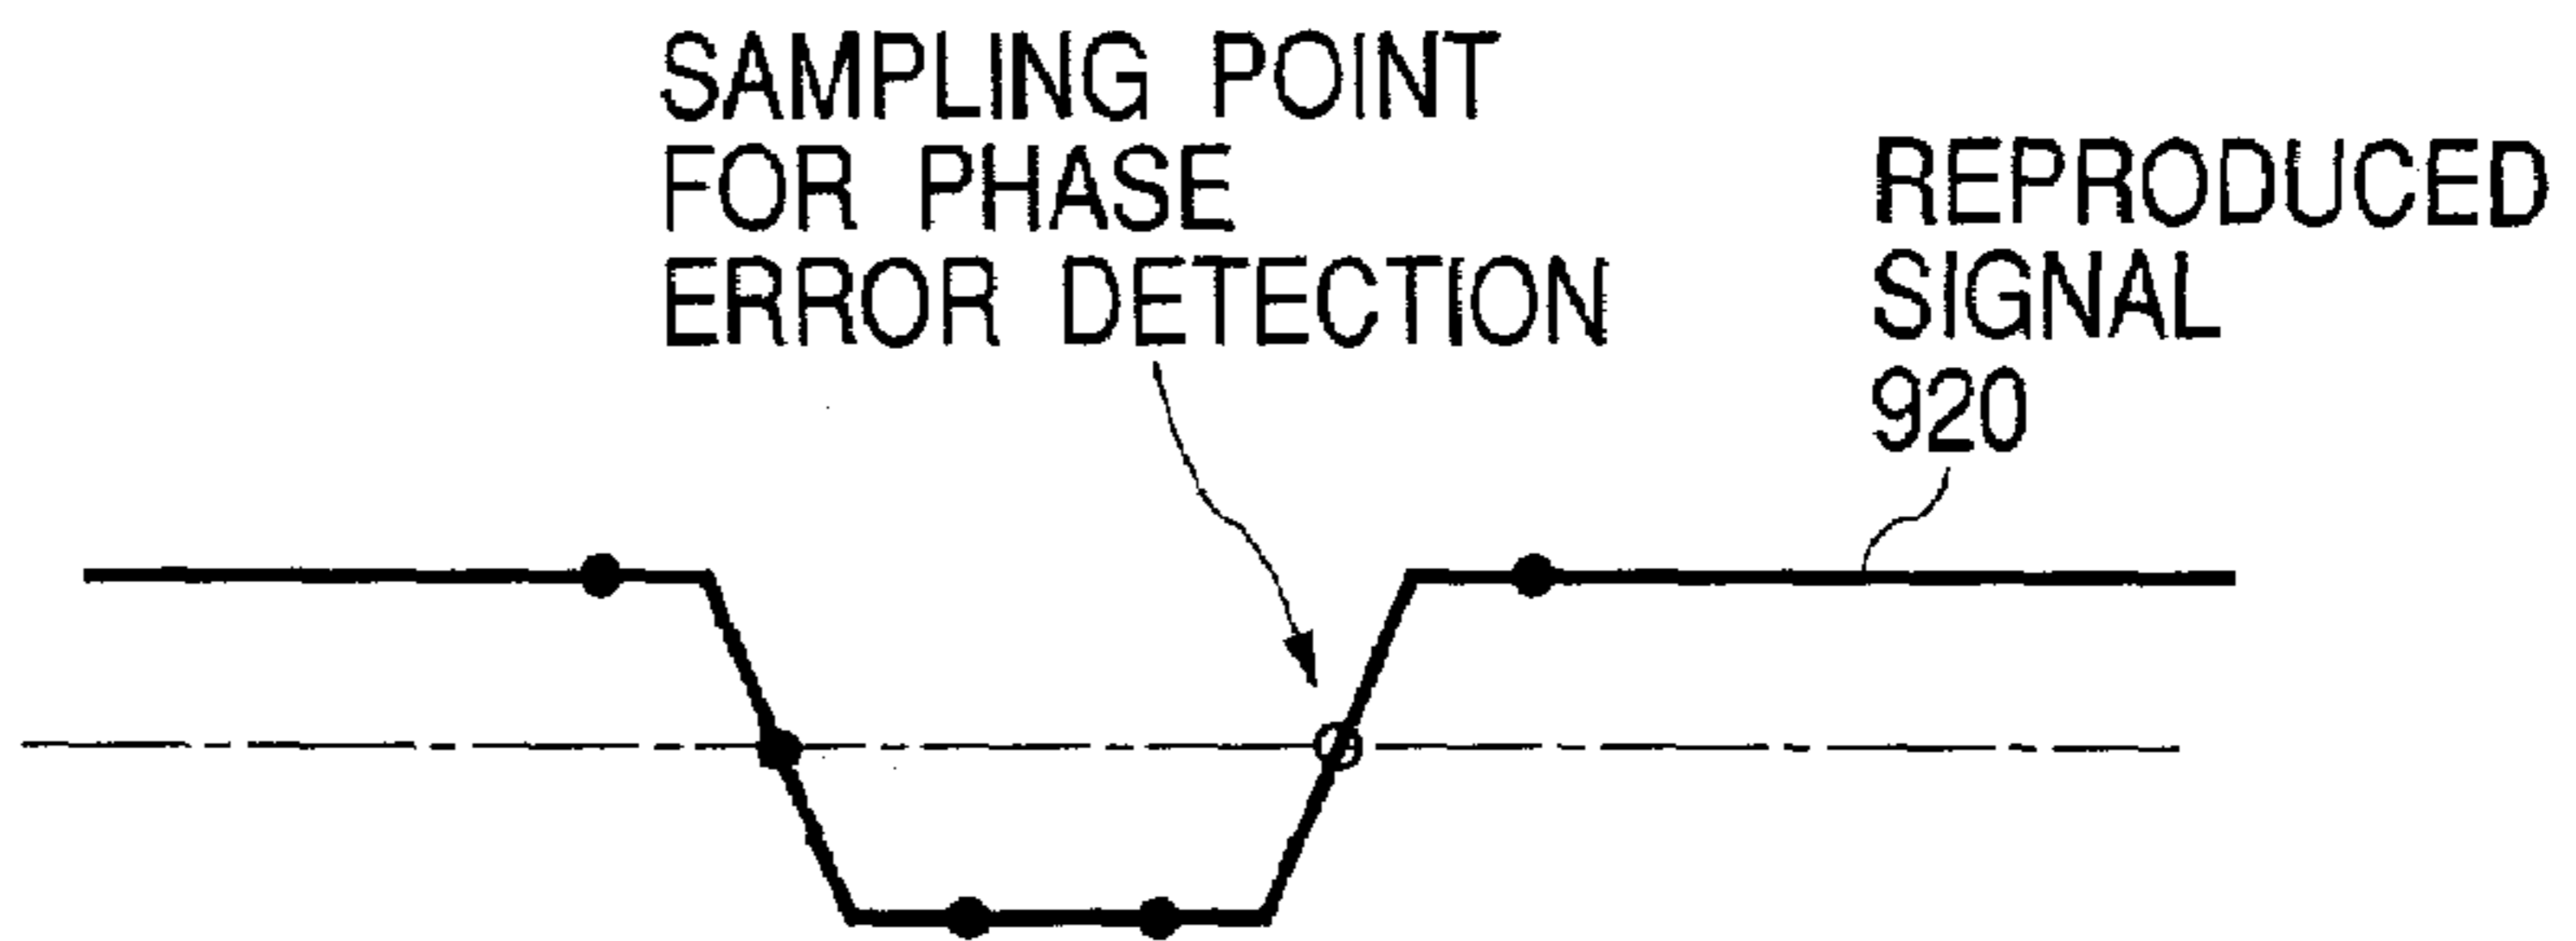 SAMPLING POINT
FOR PHASE
ERROR DETECTION
REPRODUCED
SIGNAL
920